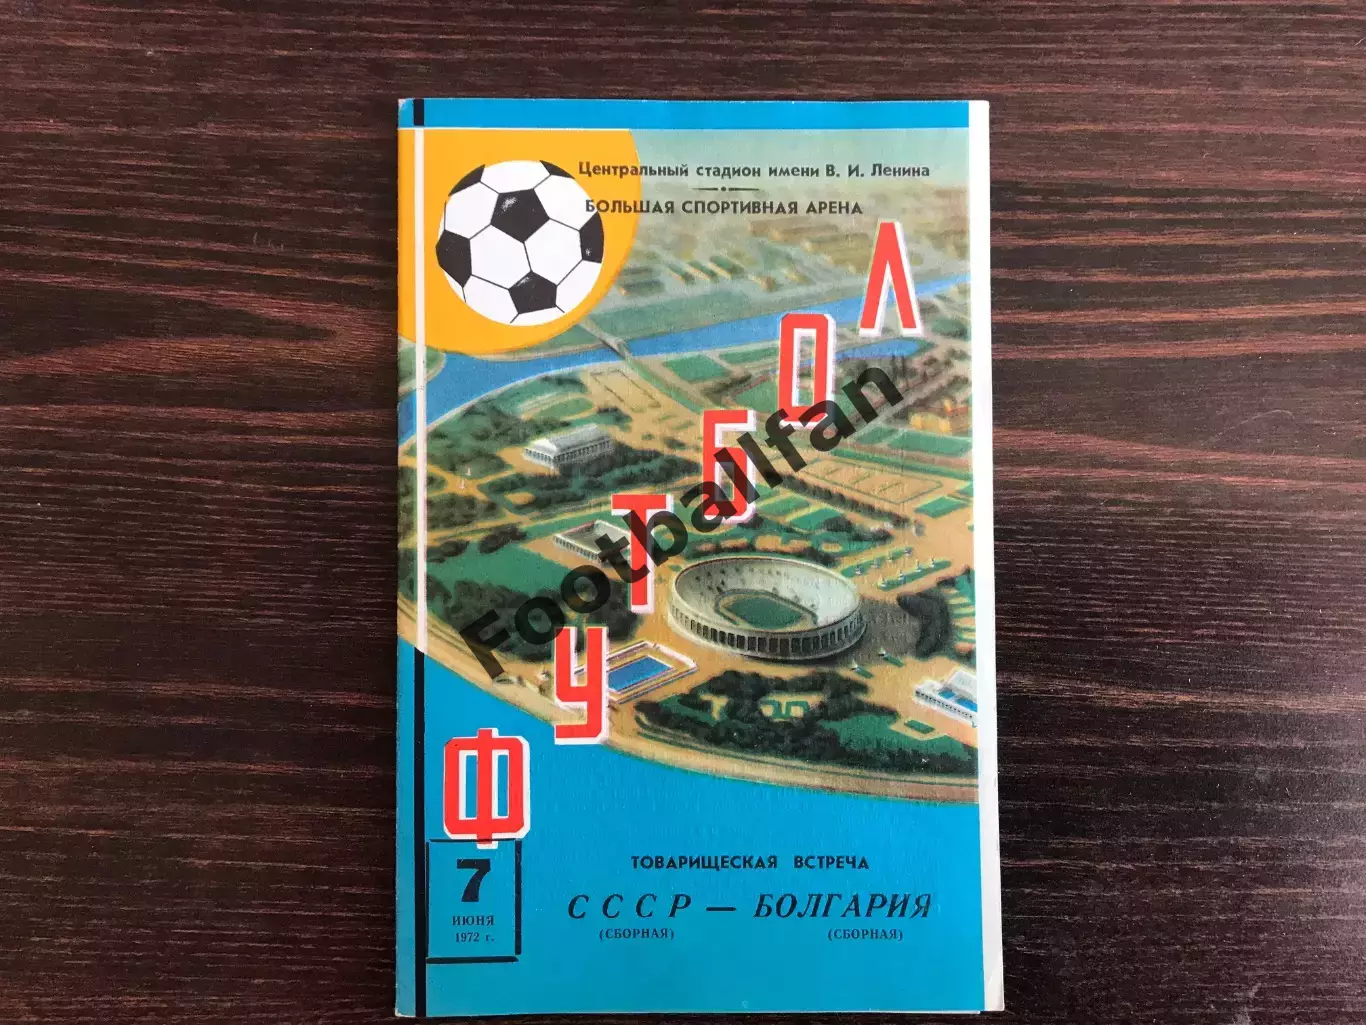 Центральный стадион имени В. И. Ленина
БОЛЬШАЯ СПОРТИВНАЯ АРЕНА
ФУТБОЛ
Footballfan
7
ИЮНЯ
1972 г.
ТОВАРИЩЕСКАЯ ВСТРЕЧА
СССР — БОЛГАРИЯ
(СБОРНАЯ) (СБОРНАЯ)